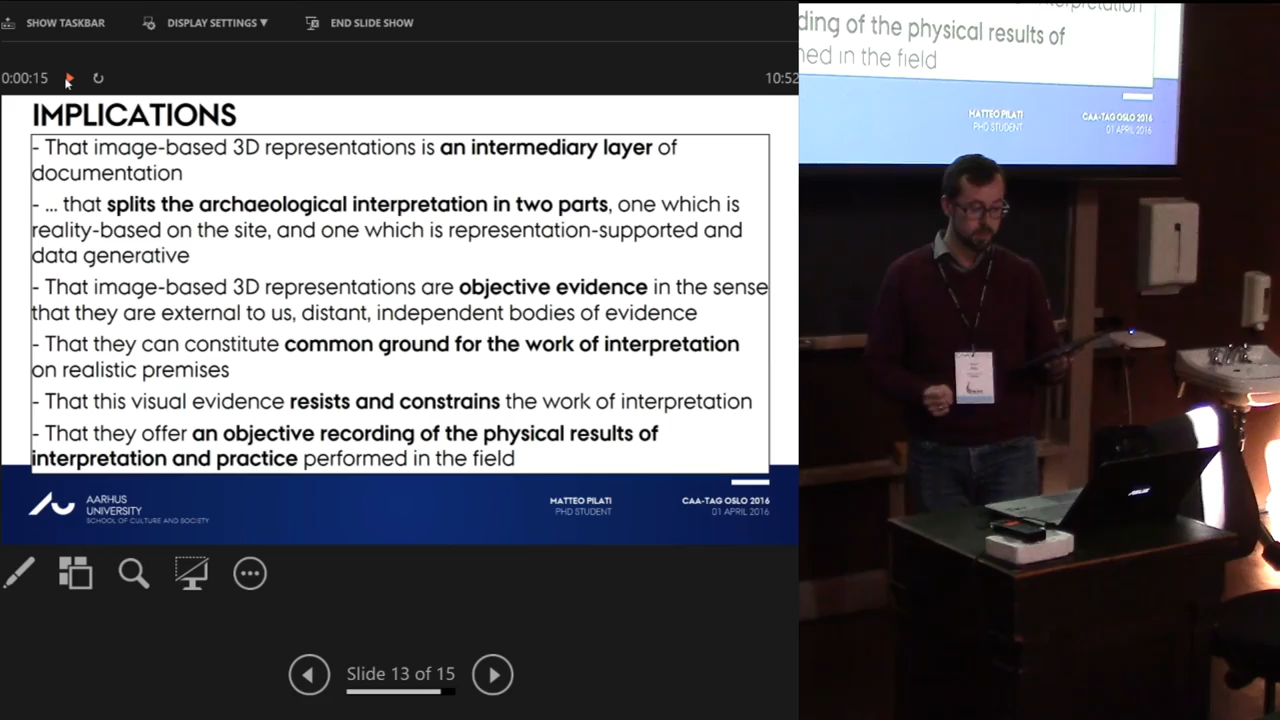 SHOW TASKBAR
DISPLAY SETTINGS ▼
END SLIDE SHOW
0:00:15
10:52
IMPLICATIONS
- That image-based 3D representations is an intermediary layer of
documentation
- ... that splits the archaeological interpretation in two parts, one which is
reality-based on the site, and one which is representation-supported and
data generative
- That image-based 3D representations are objective evidence in the sense
that they are external to us, distant, independent bodies of evidence
- That they can constitute common ground for the work of interpretation
on realistic premises
- That this visual evidence resists and constrains the work of interpretation
- That they offer an objective recording of the physical results of
interpretation and practice performed in the field
AARHUS
UNIVERSITY
SCHOOL OF CULTURE AND SOCIETY
MATTEO PILATI
PHD STUDENT
CAA-TAG OSLO 2016
01 APRIL 2016
Slide 13 of 15
interpretation
ding of the physical results of
ned in the field
MATTEO PILATI
PHD STUDENT
CAA-TAG OSLO 2016
01 APRIL 2016
ASUS